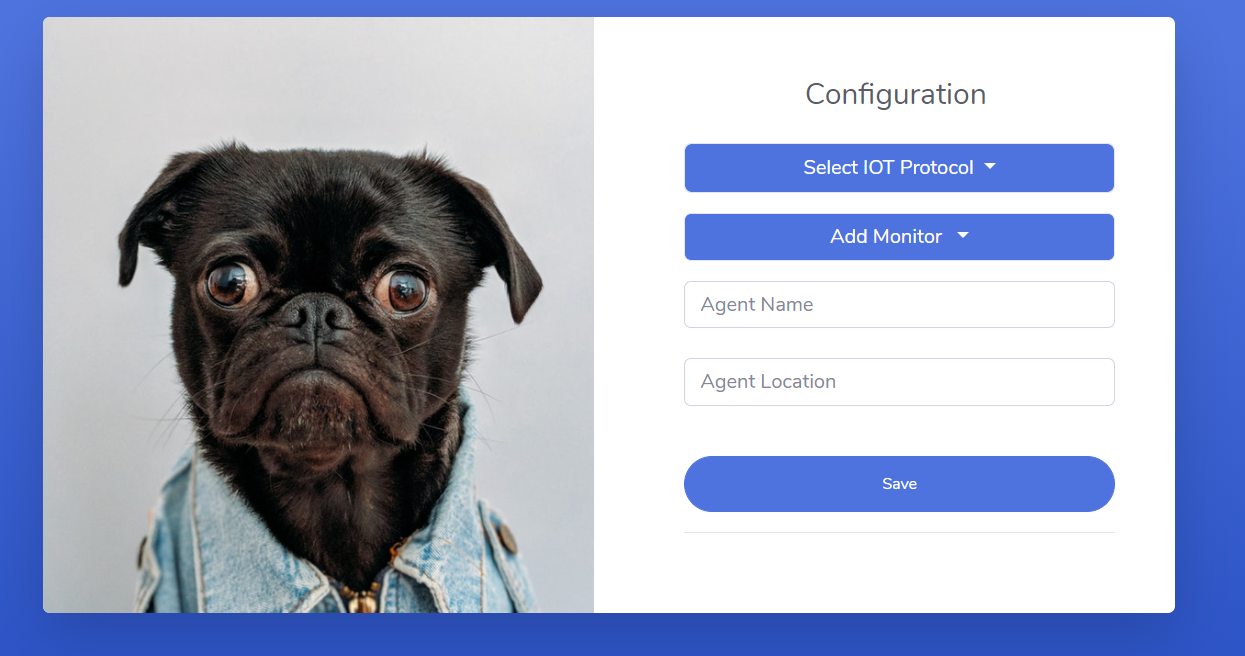 Configuration
Select IOT Protocol
Add Monitor
Agent Name
Agent Location
Save